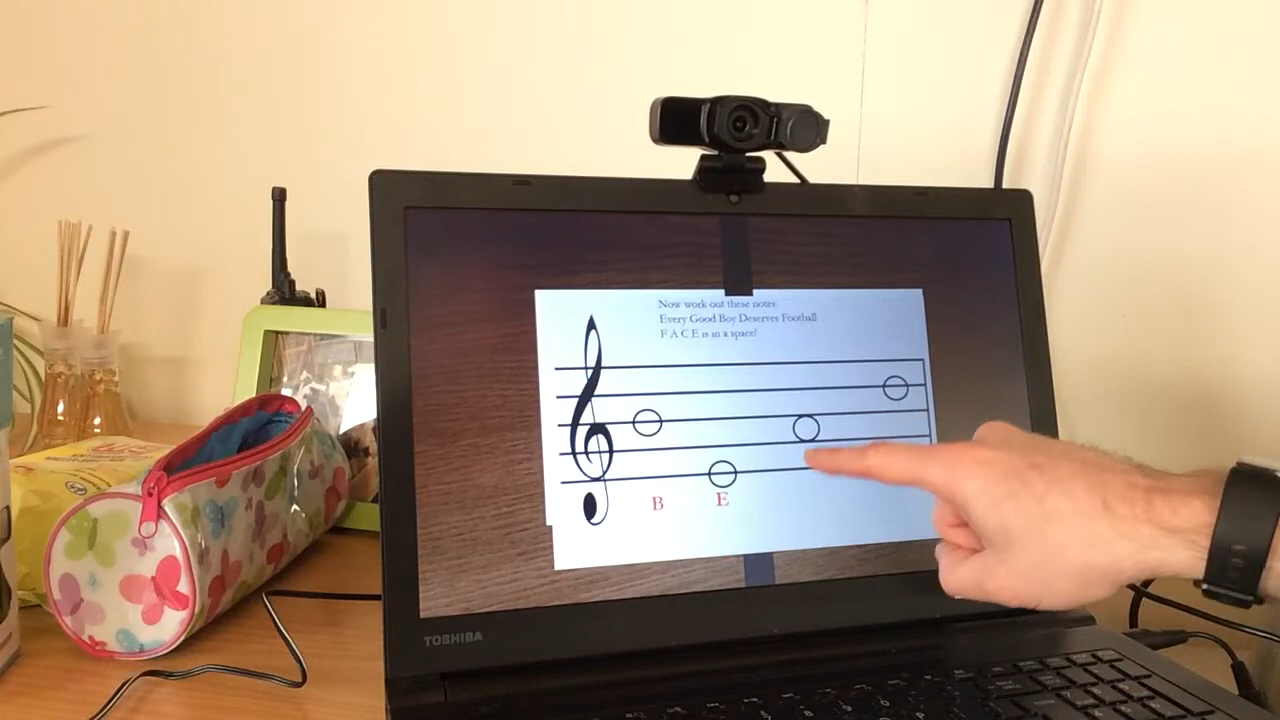 Now work out these notes:
Every Good Boy Deserves Football
F A C E is in a space!
B E
TOSHIBA